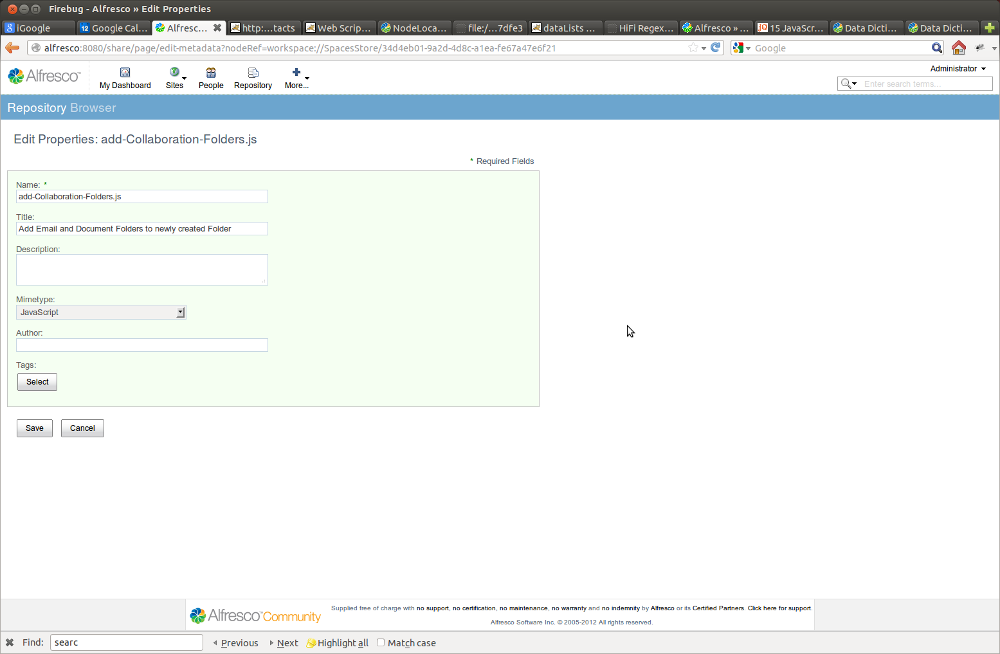 Firebug - Alfresco » Edit Properties
iGoogle
12 Google Cal...
Alfresc...
http:...tacts
Web Scrip...
NodeLoca...
file:/...7dfe3
dataLists ...
HiFi Regex...
Alfresco » ...
jQ 15 JavaScr...
Data Dicti...
Data Dicti...
alfresco:8080/share/page/edit-metadata?nodeRef=workspace://SpacesStore/34d4eb01-9a2d-4d8c-a1ea-fe67a47e6f21
Google
Alfresco™
My Dashboard
Sites
People
Repository
More...
Administrator
Enter search terms...
Repository Browser
Edit Properties: add-Collaboration-Folders.js
* Required Fields
Name: *
add-Collaboration-Folders.js
Title:
Add Email and Document Folders to newly created Folder
Description:
Mimetype:
JavaScript
Author:
Tags:
Select
Save Cancel
Alfresco™ Community
Supplied free of charge with no support, no certification, no maintenance, no warranty and no indemnity by Alfresco or its Certified Partners. Click here for support.
Alfresco Software Inc. © 2005-2012 All rights reserved.
Find: searc Previous Next Highlight all Match case